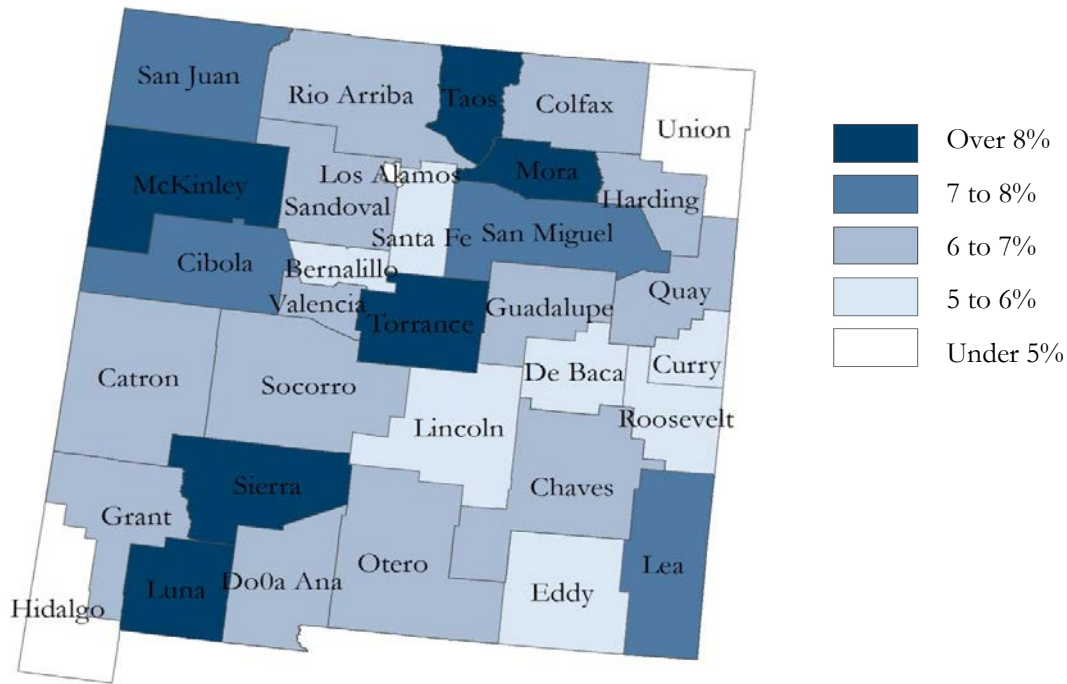 San Juan
Rio Arriba
Taos
Colfax
Union
Over 8%
McKinley
Los Alamos
Mora
Harding
7 to 8%
Sandoval
Santa Fe
San Miguel
6 to 7%
Cibola
Bernalillo
Valencia
Torrance
Guadalupe
Quay
5 to 6%
Catron
Socorro
De Baca
Curry
Under 5%
Lincoln
Roosevelt
Sierra
Chaves
Grant
Luna
Do0a Ana
Otero
Eddy
Lea
Hidalgo